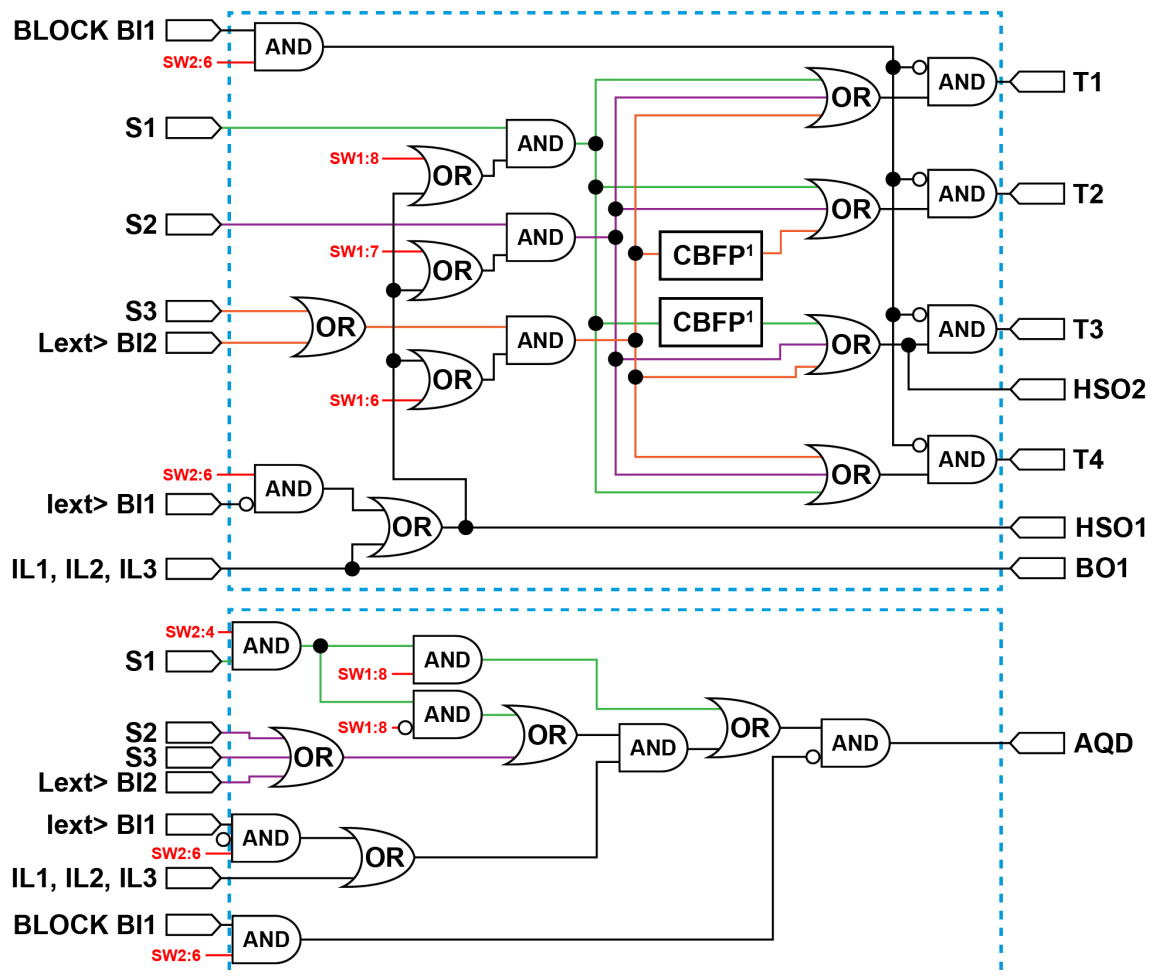 BLOCK BI1
SW2:6
AND
S1
SW1:8
OR
AND
S2
SW1:7
OR
AND
S3
Lext> BI2
OR
AND
OR
SW1:6
SW2:6
Iext> BI1
AND
OR
IL1, IL2, IL3
CBFP¹
CBFP¹
OR
AND
T1
OR
AND
T2
OR
AND
T3
HSO2
OR
AND
T4
HSO1
BO1
SW2:4
S1
AND
AND
SW1:8
AND
SW1:8
S2
S3
Lext> BI2
OR
OR
AND
OR
AND
AQD
Iext> BI1
SW2:6
AND
OR
IL1, IL2, IL3
BLOCK BI1
SW2:6
AND